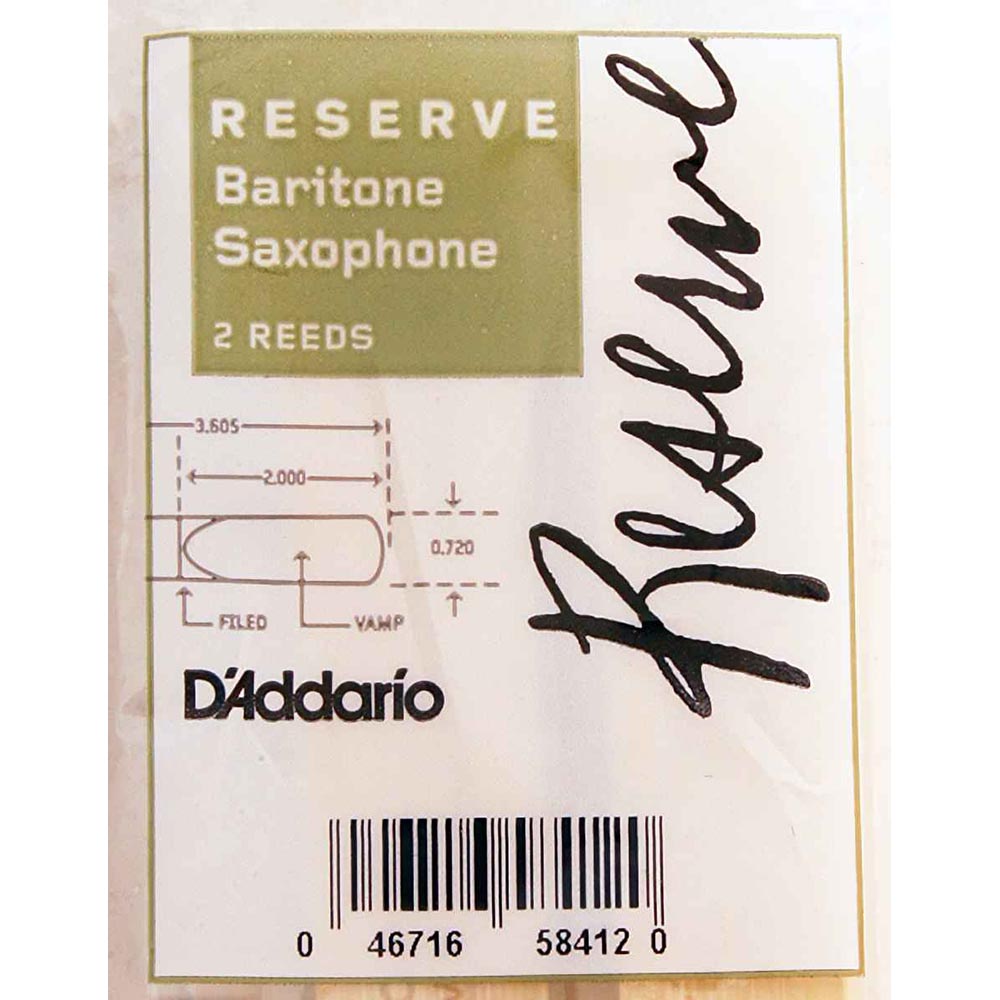 RESERVE
Baritone
Saxophone
2 REEDS
Reserve
3.605
2.000
0.720
FILED
VAMP
D'Addario
0 46716 58412 0